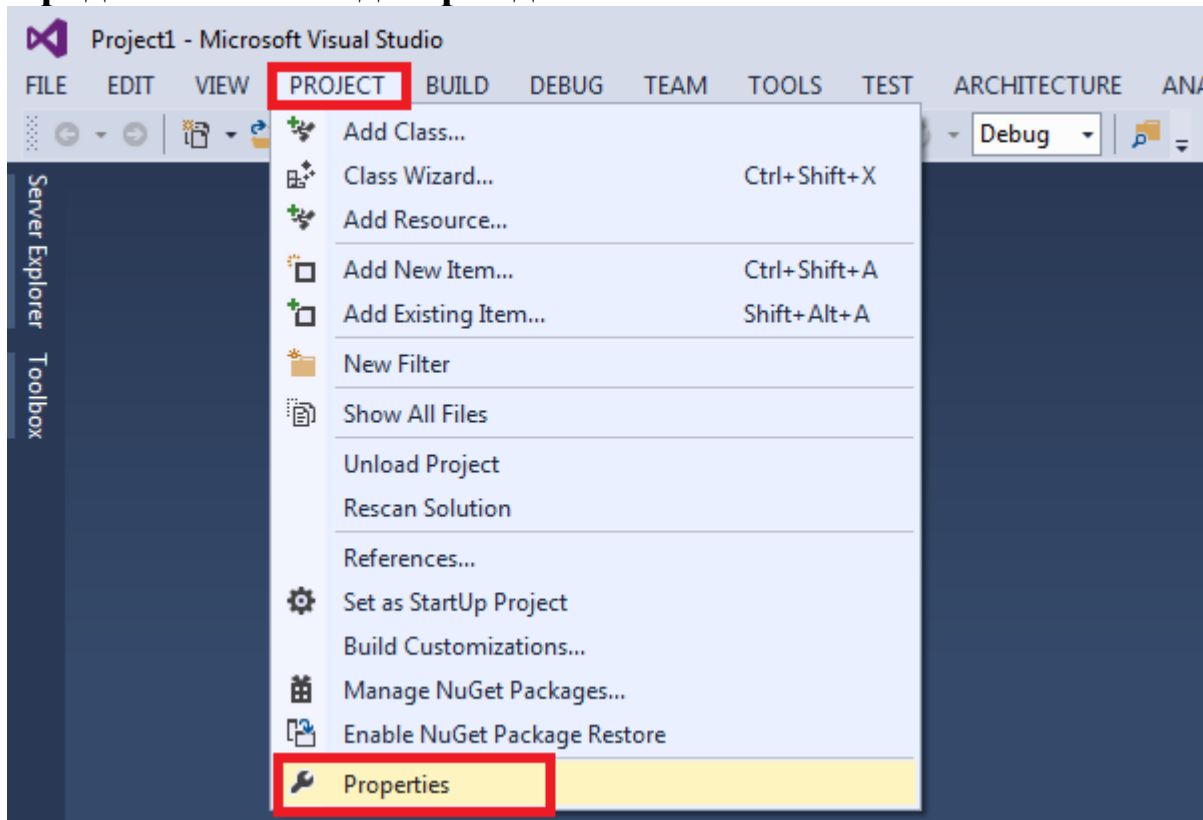 Project1 - Microsoft Visual Studio
FILE EDIT VIEW PROJECT BUILD DEBUG TEAM TOOLS TEST ARCHITECTURE ANA
Debug
Add Class...
Class Wizard... Ctrl+Shift+X
Add Resource...
Add New Item... Ctrl+Shift+A
Add Existing Item... Shift+Alt+A
New Filter
Show All Files
Unload Project
Rescan Solution
References...
Set as StartUp Project
Build Customizations...
Manage NuGet Packages...
Enable NuGet Package Restore
Properties
Server Explorer
Toolbox